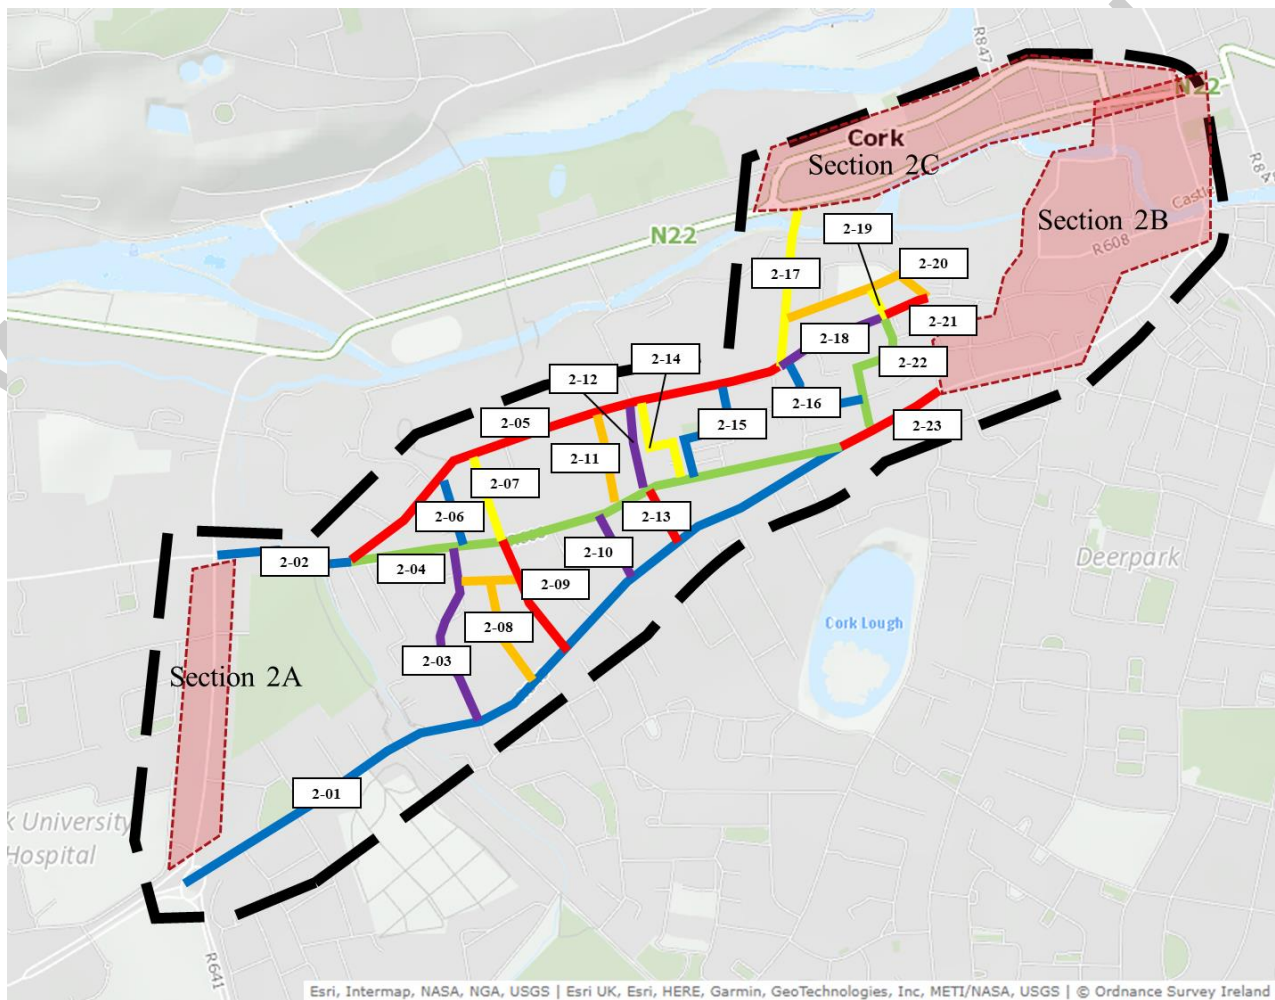 R847
N22
Cork
Section 2C
R84
Castl
Section 2B
R608
N22
2-19
2-20
2-17
2-21
2-18
2-14
2-22
2-12
2-16
2-05
2-15
2-23
2-11
2-07
2-06
2-13
2-10
Deerpark
2-02
2-04
2-09
Cork Lough
2-08
2-03
Section 2A
2-01
k University
Hospital
R641
Esri, Intermap, NASA, NGA, USGS | Esri UK, Esri, HERE, Garmin, GeoTechnologies, Inc, METI/NASA, USGS | © Ordnance Survey Ireland